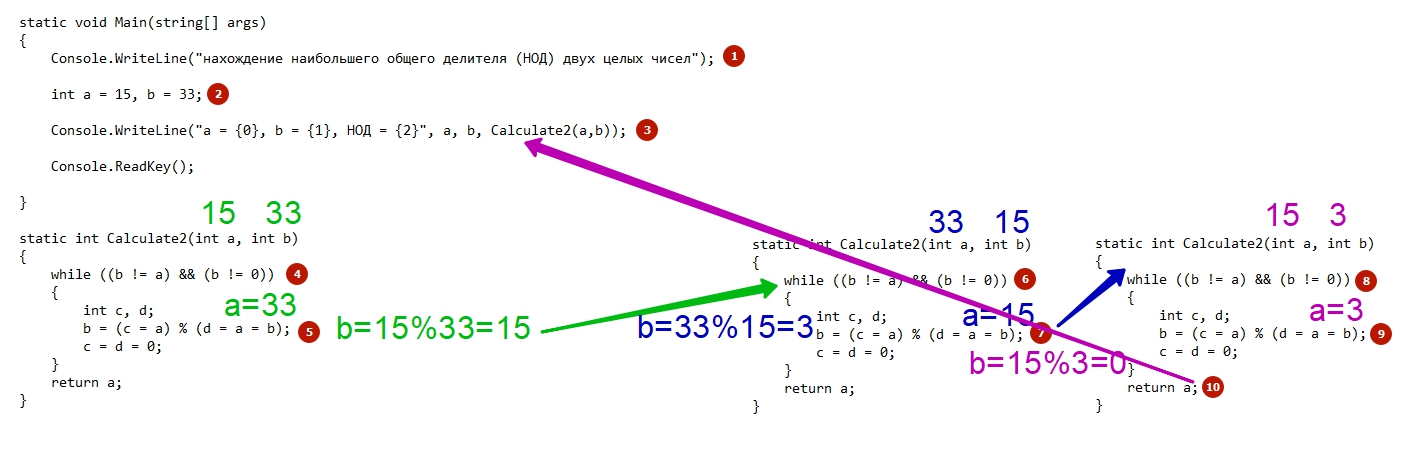 static void Main(string[] args)
{
Console.WriteLine("нахождение наибольшего общего делителя (НОД) двух целых чисел"); 1
int a = 15, b = 33; 2
Console.WriteLine("a = {0}, b = {1}, НОД = {2}", a, b, Calculate2(a,b)); 3
Console.ReadKey();
}
15 33
static int Calculate2(int a, int b)
{
while ((b != a) && (b != 0)) 4
{
a=33
int c, d;
b = (c = a) % (d = a = b); 5
b=15%33=15
c = d = 0;
}
return a;
}
33 15
static int Calculate2(int a, int b)
{
while ((b != a) && (b != 0)) 6
{
a=15
int c, d;
b = (c = a) % (d = a = b); 7
b=33%15=3
c = d = 0;
}
return a;
}
15 3
static int Calculate2(int a, int b)
{
while ((b != a) && (b != 0)) 8
{
a=3
int c, d;
b = (c = a) % (d = a = b); 9
b=15%3=0
c = d = 0;
}
return a; 10
}